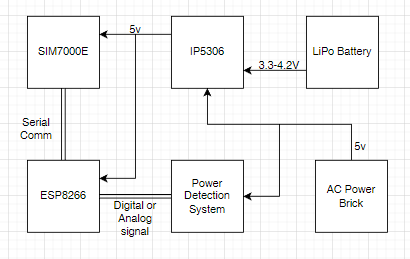 5v
SIM7000E
IP5306
LiPo Battery
3.3-4.2V
Serial
Comm
5v
ESP8266
Power
Detection
System
AC Power
Brick
Digital or
Analog
signal